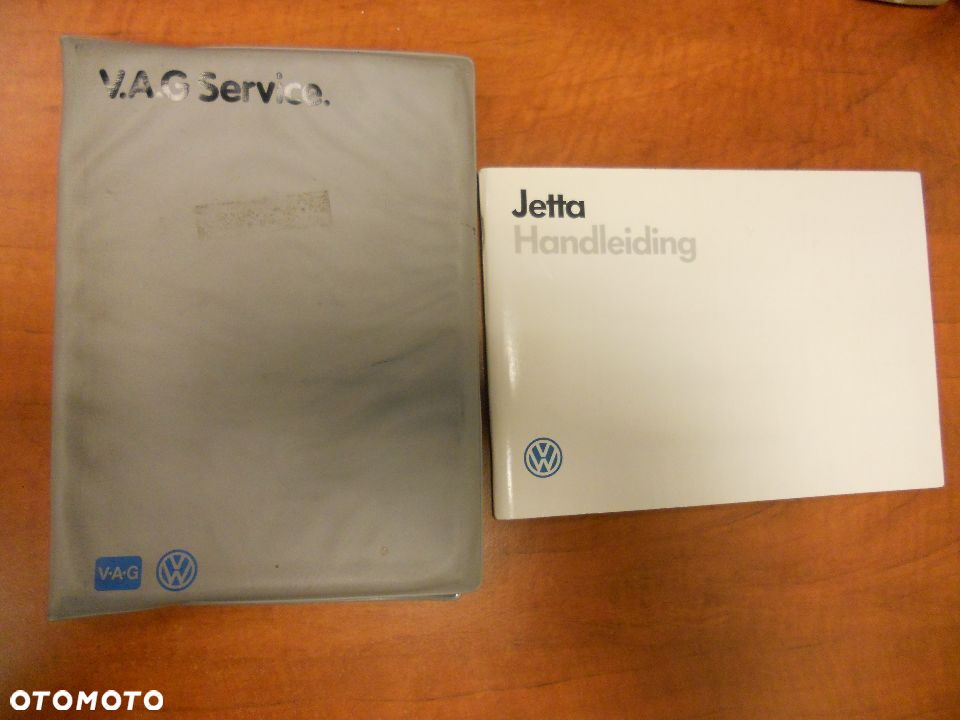 V.A.G Service.
Jetta
Handleiding
V·A·G
OTOMOTO